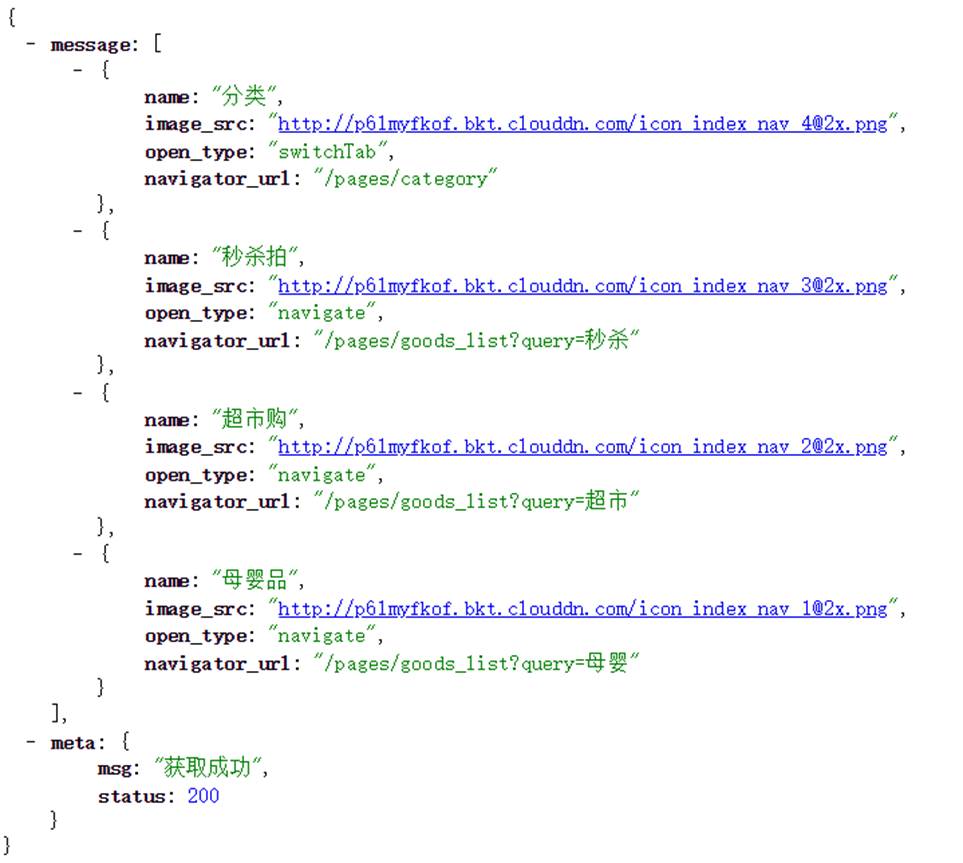 {
- message: [
- {
name: "分类",
image_src: "http://p61myfkof.bkt.clouddn.com/icon_index_nav_4@2x.png",
open_type: "switchTab",
navigator_url: "/pages/category"
},
- {
name: "秒杀拍",
image_src: "http://p61myfkof.bkt.clouddn.com/icon_index_nav_3@2x.png",
open_type: "navigate",
navigator_url: "/pages/goods_list?query=秒杀"
},
- {
name: "超市购",
image_src: "http://p61myfkof.bkt.clouddn.com/icon_index_nav_2@2x.png",
open_type: "navigate",
navigator_url: "/pages/goods_list?query=超市"
},
- {
name: "母婴品",
image_src: "http://p61myfkof.bkt.clouddn.com/icon_index_nav_1@2x.png",
open_type: "navigate",
navigator_url: "/pages/goods_list?query=母婴"
}
],
- meta: {
msg: "获取成功",
status: 200
}
}